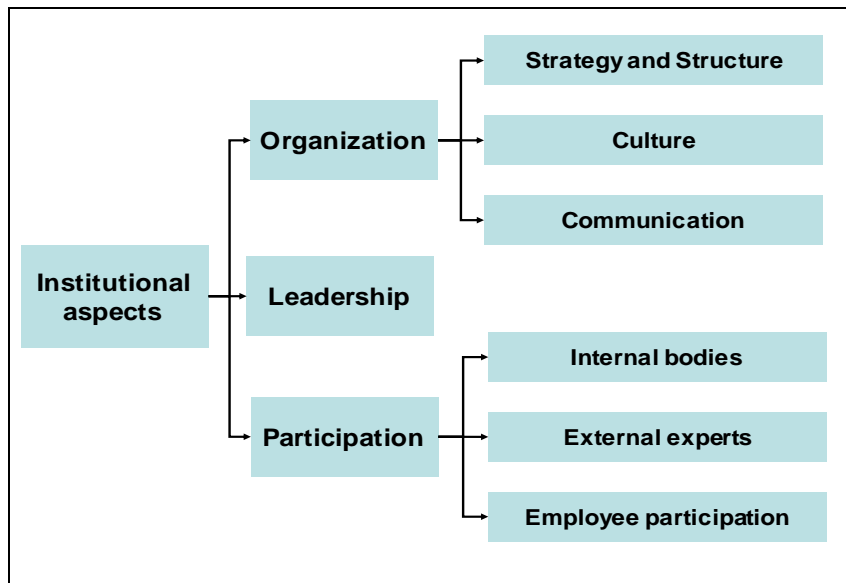 Institutional
aspects
Organization
Strategy and Structure
Culture
Communication
Leadership
Participation
Internal bodies
External experts
Employee participation